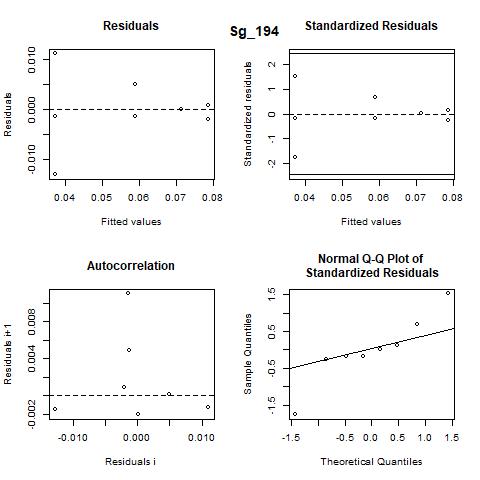 Sg_194
Residuals
Residuals
0.010
0.000
-0.010
0.04 0.05 0.06 0.07 0.08
Fitted values
Standardized Residuals
Standardized residuals
2
1
0
-1
-2
0.04 0.05 0.06 0.07 0.08
Fitted values
Autocorrelation
Residuals i+1
0.008
0.004
-0.002
-0.010 0.000 0.010
Residuals i
Normal Q-Q Plot of
Standardized Residuals
Sample Quantiles
1.5
0.5
-0.5
-1.5
-1.5 -0.5 0.0 0.5 1.0 1.5
Theoretical Quantiles